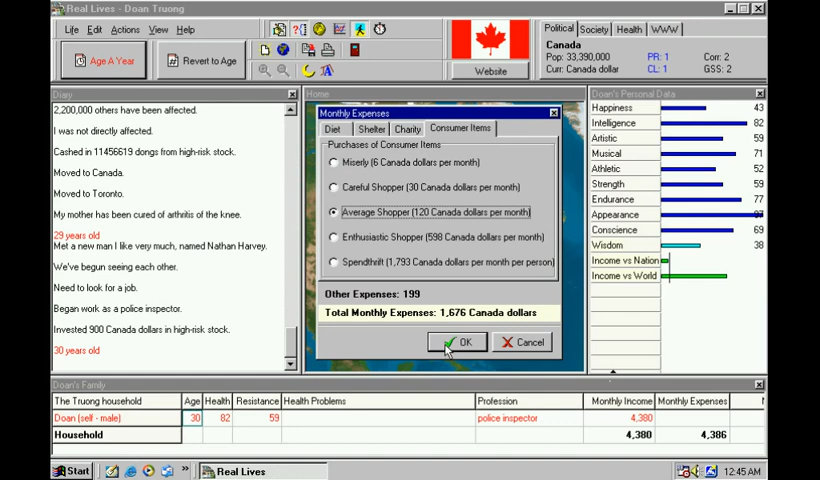 Real Lives - Doan Truong
Life Edit Actions View Help
Age A Year
Revert to Age
Website
Political Society Health WWW
Canada
Pop: 33,390,000 PR: 1 Corr: 2
Curr: Canada dollar CL: 1 GSS: 2
Diary
2,200,000 others have been affected.
I was not directly affected.
Cashed in 11456619 dongs from high-risk stock.
Moved to Canada.
Moved to Toronto.
My mother has been cured of arthritis of the knee.
29 years old
Met a new man I like very much, named Nathan Harvey.
We've begun seeing each other.
Need to look for a job.
Began work as a police inspector.
Invested 900 Canada dollars in high-risk stock.
30 years old
Home
Monthly Expenses
Diet Shelter Charity Consumer Items
Purchases of Consumer Items
Miserly (6 Canada dollars per month)
Careful Shopper (30 Canada dollars per month)
Average Shopper (120 Canada dollars per month)
Enthusiastic Shopper (598 Canada dollars per month)
Spendthrift (1,793 Canada dollars per month per person)
Other Expenses: 199
Total Monthly Expenses: 1,676 Canada dollars
OK Cancel
Doan's Personal Data
Happiness 43
Intelligence 82
Artistic 59
Musical 71
Athletic 52
Strength 59
Endurance 77
Appearance
Conscience 69
Wisdom 38
Income vs Nation
Income vs World
Doan's Family
The Truong household Age Health Resistance Health Problems Profession Monthly Income Monthly Expenses
Doan (self - male) 30 82 59 police inspector 4,380
Household 4,380 4,386
Start
Real Lives
12:45 AM